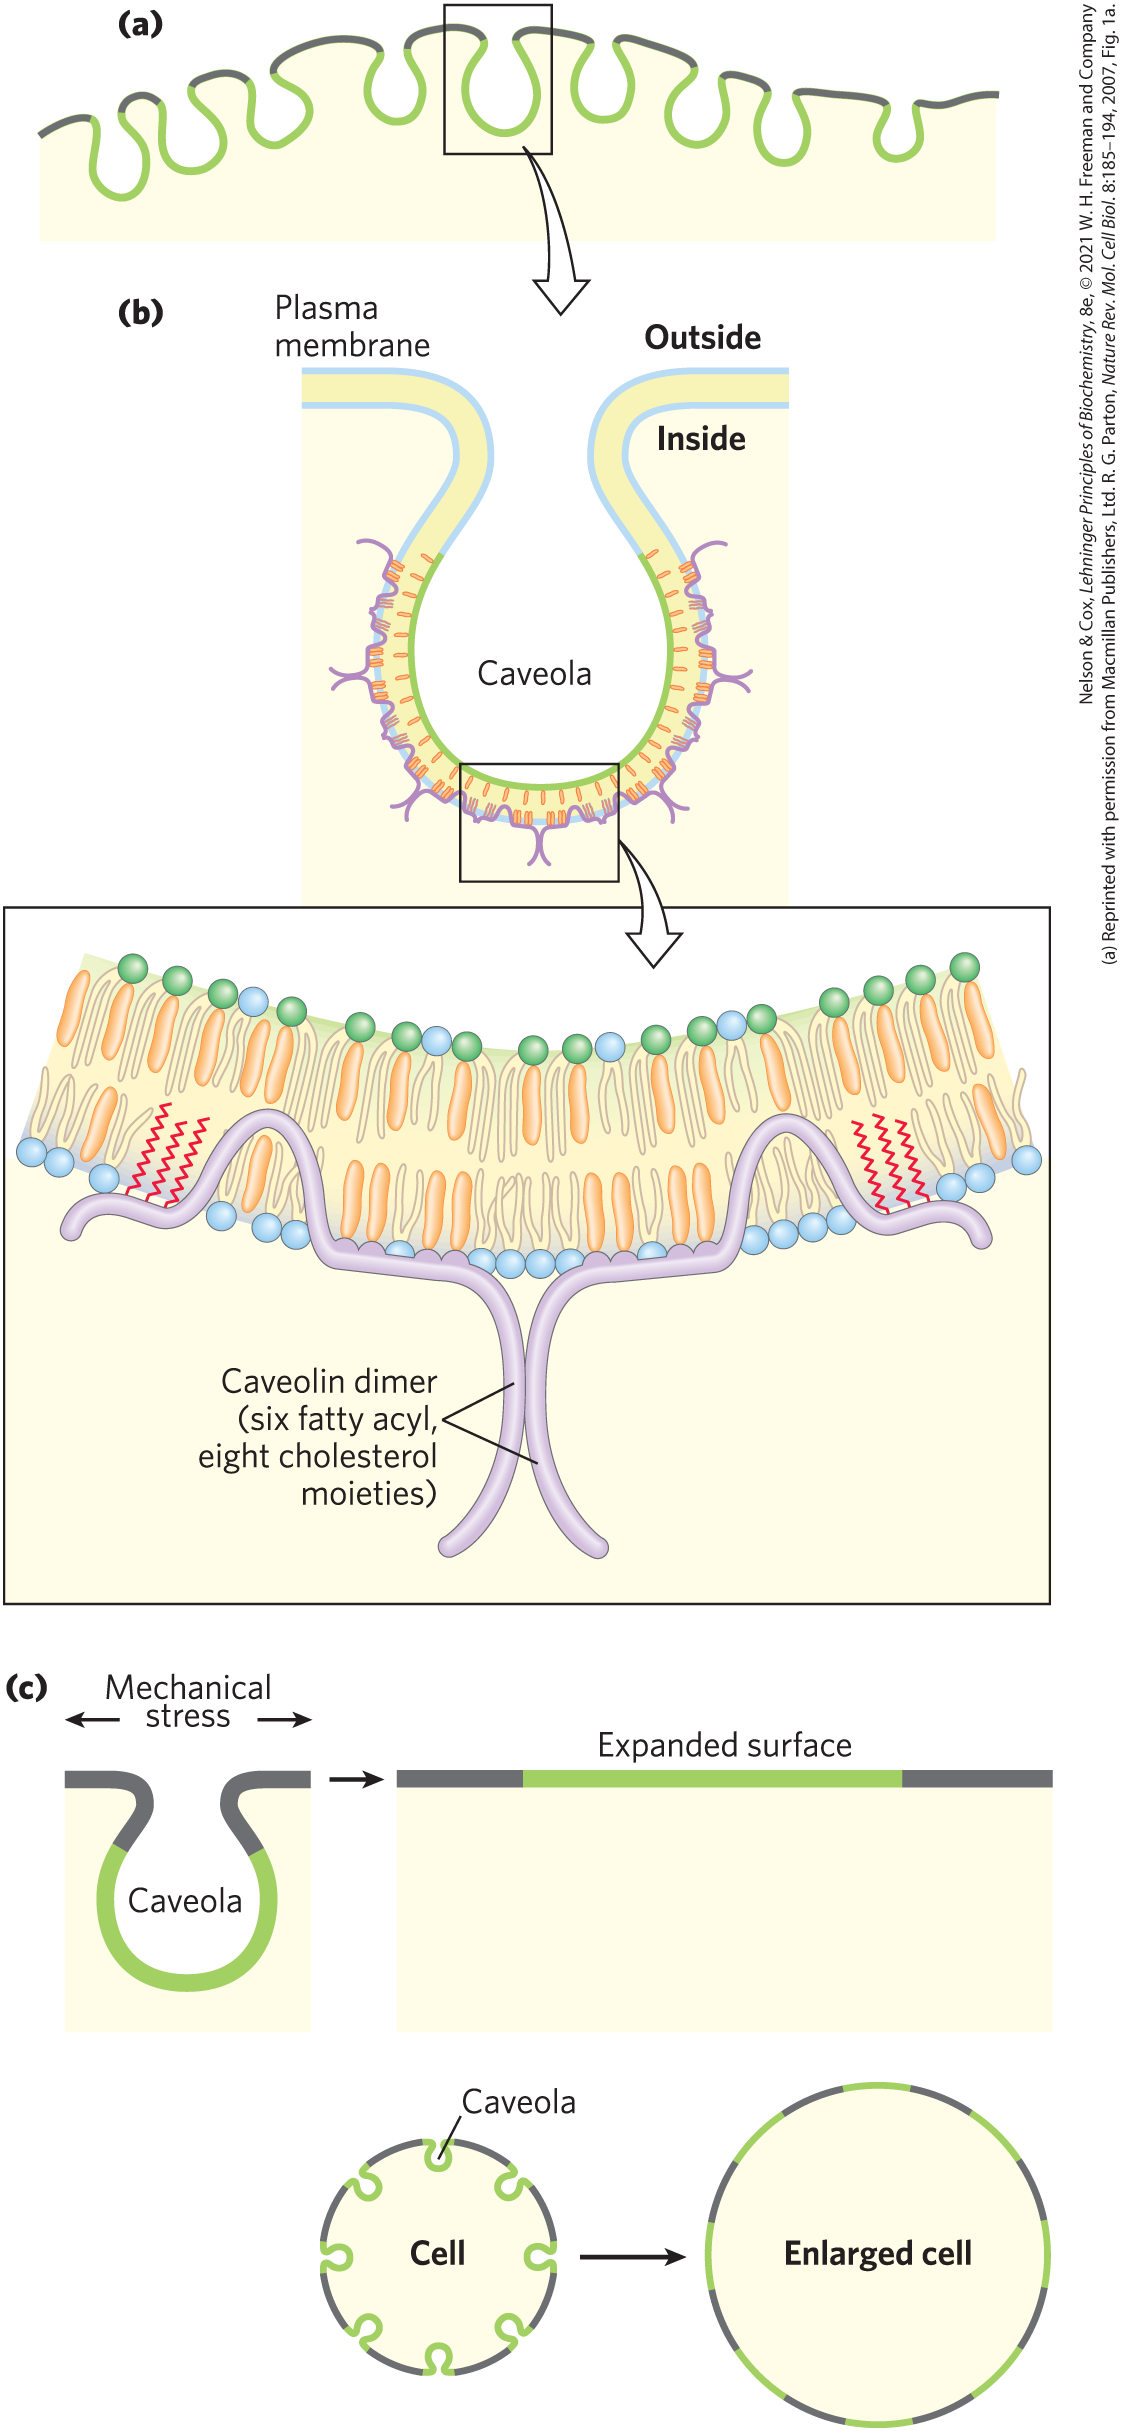 (a)
(b)
Plasma
membrane
Outside
Inside
Caveola
Caveolin dimer
(six fatty acyl,
eight cholesterol
moieties)
(c)
Mechanical
stress
Expanded surface
Caveola
Caveola
Cell
Enlarged cell
Nelson & Cox, Lehninger Principles of Biochemistry, 8e, © 2021 W. H. Freeman and Company
(a) Reprinted with permission from Macmillan Publishers, Ltd. R. G. Parton, Nature Rev. Mol. Cell Biol. 8:185–194, 2007, Fig. 1a.